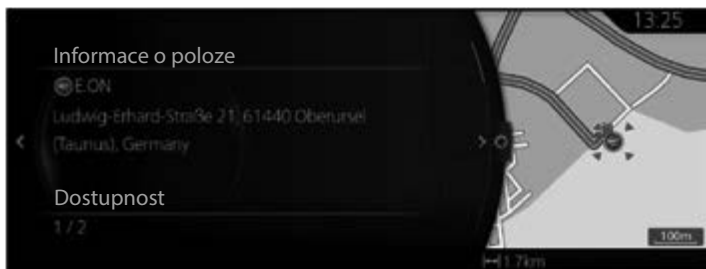 13:25
Informace o poloze
E.ON
Ludwig-Erhard-Straße 21, 61440 Oberursel
(Taunus), Germany
Dostupnost
1 / 2
100m
1.7km